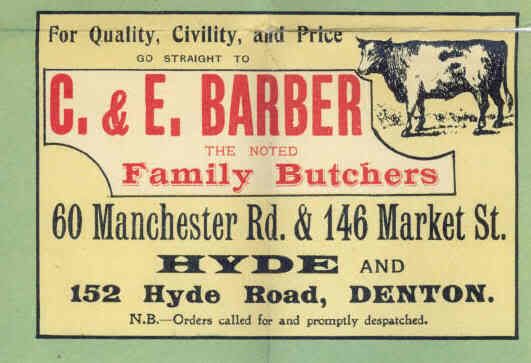 For Quality, Civility, and Price
GO STRAIGHT TO
C. & E. BARBER
THE NOTED
Family Butchers
60 Manchester Rd. & 146 Market St.
HYDE AND
152 Hyde Road, DENTON.
N.B.—Orders called for and promptly despatched.